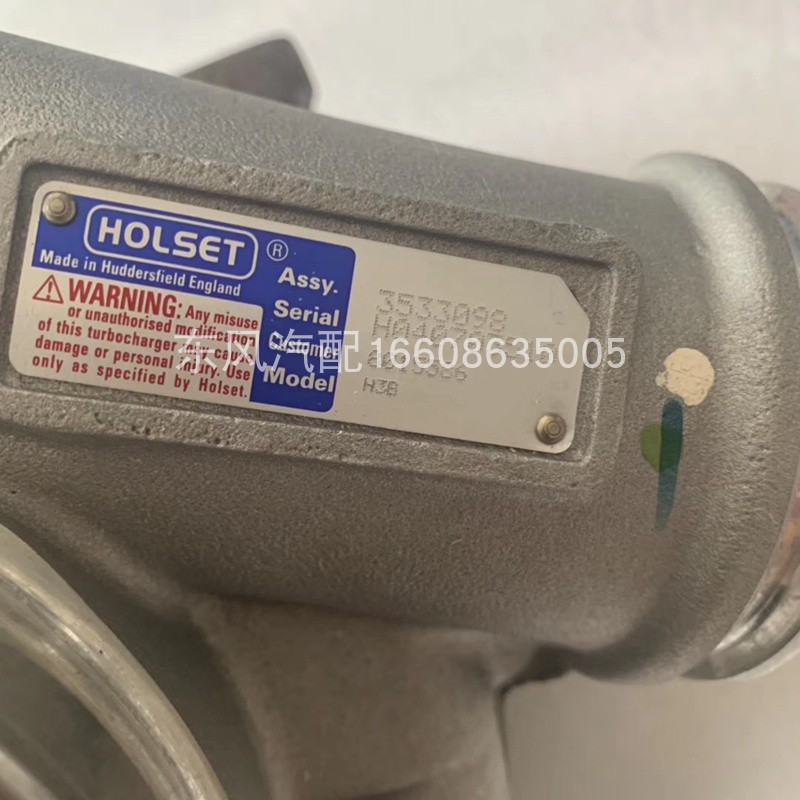 HOLSET ®
Made in Huddersfield England
WARNING: Any misuse
or unauthorised modification
of this turbocharger may cause
damage or personal injury. Use
only as specified by Holset.
Assy. 3533098
Serial
Customer
Model H3B
东风汽配16608635005